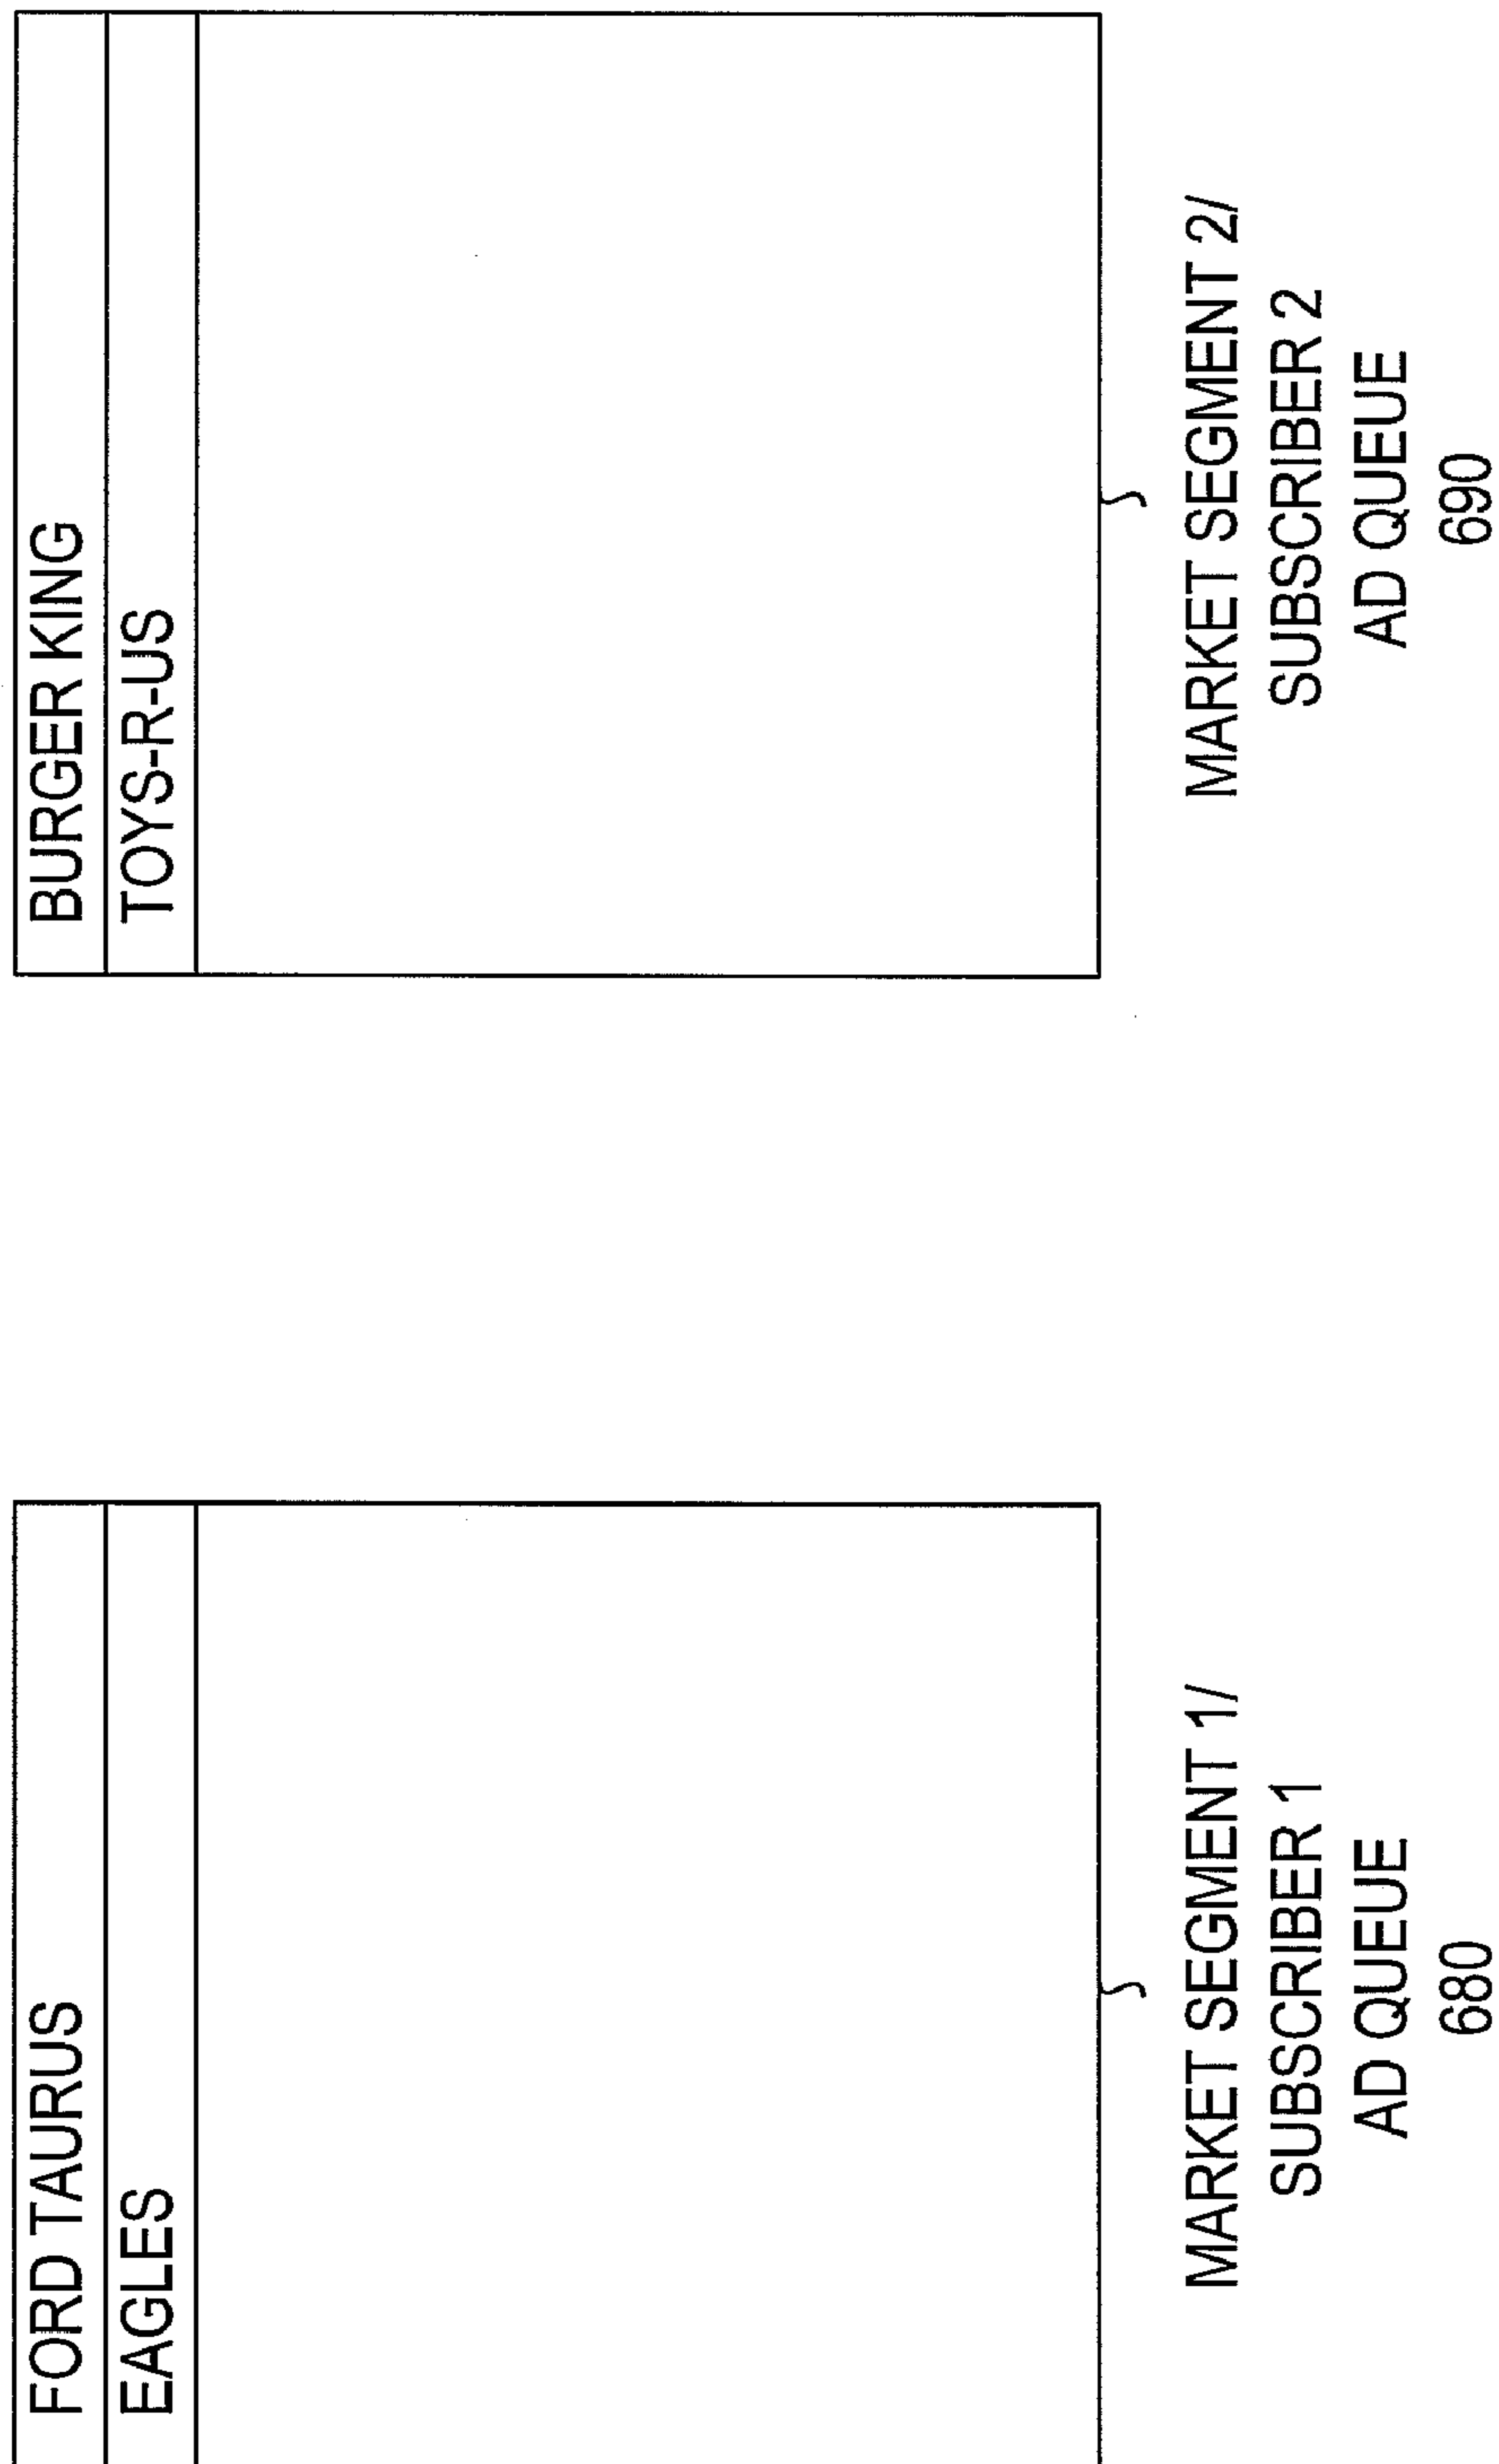 FORD TAURUS
EAGLES
MARKET SEGMENT 1/
SUBSCRIBER 1
AD QUEUE
680
BURGER KING
TOYS-R-US
MARKET SEGMENT 2/
SUBSCRIBER 2
AD QUEUE
690